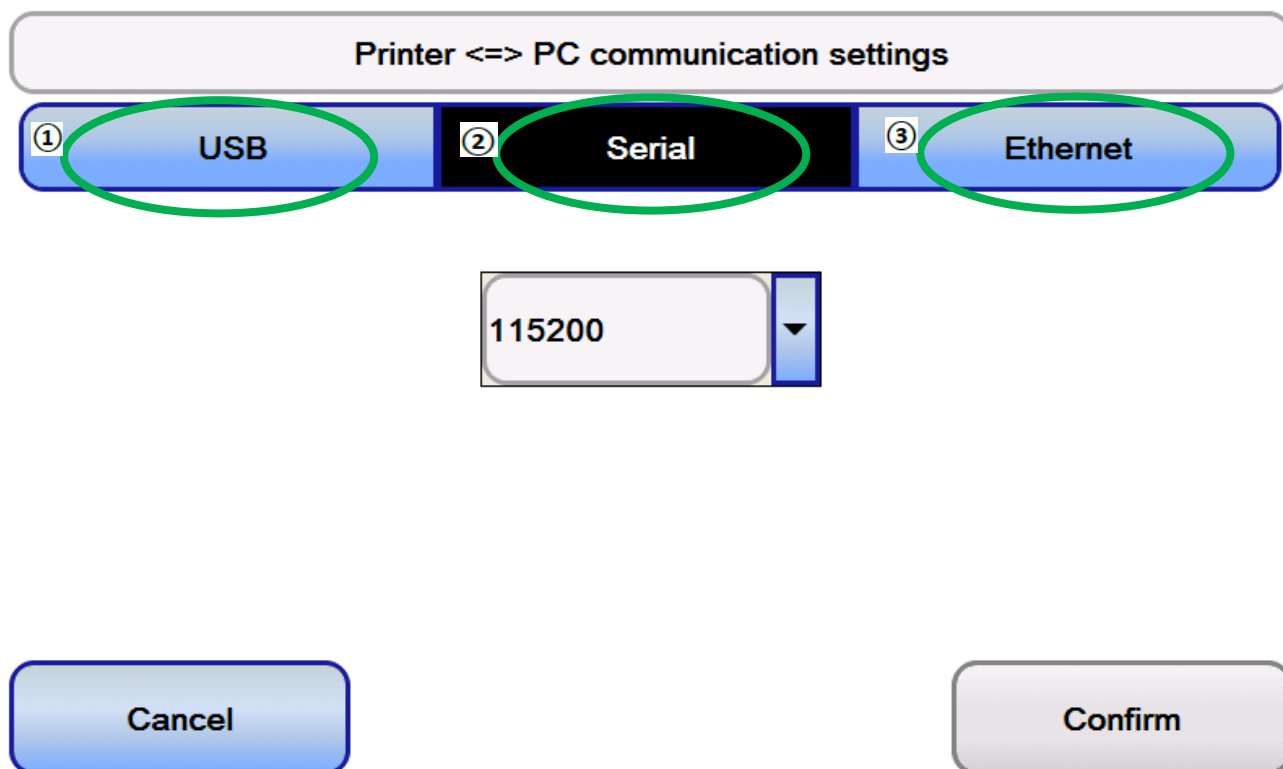 Printer <=> PC communication settings
① USB ② Serial ③ Ethernet
115200
Cancel Confirm